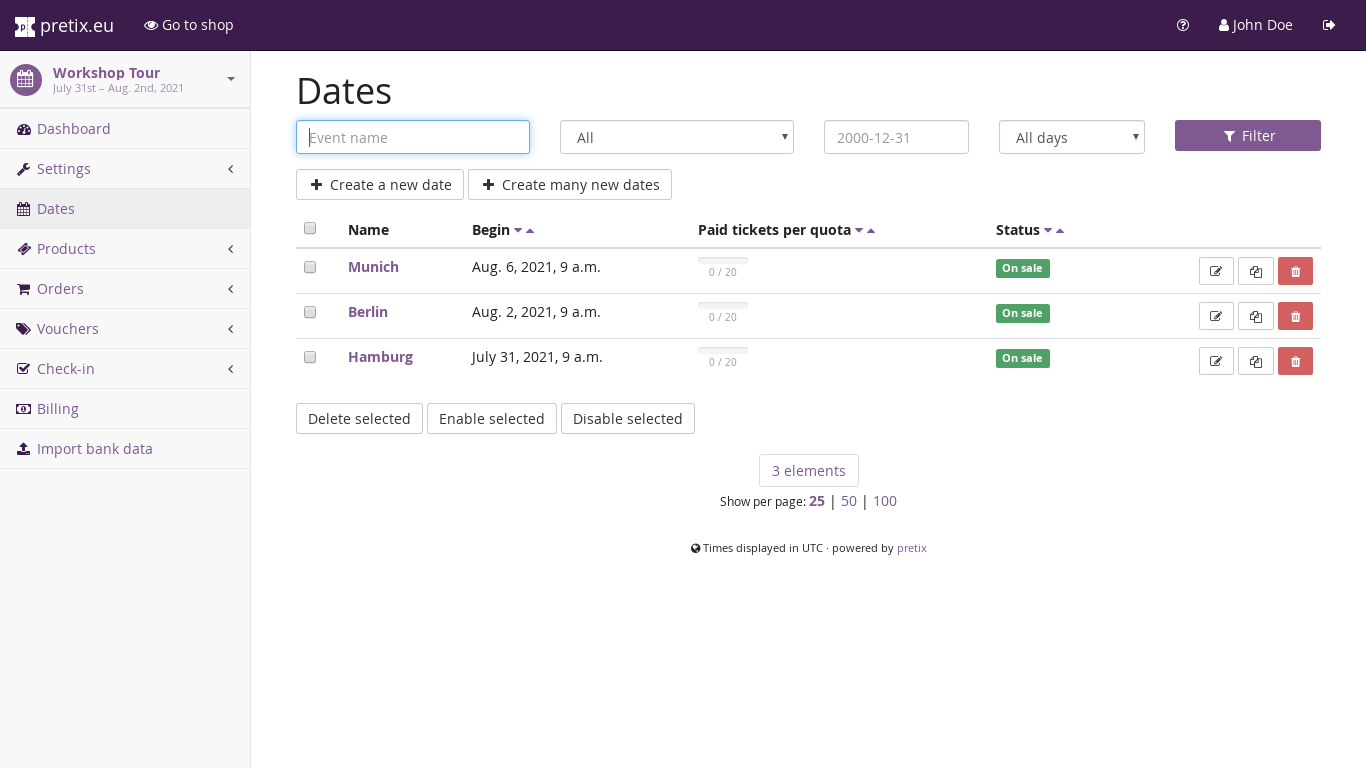 pretix.eu
Go to shop
John Doe
Workshop Tour
July 31st – Aug. 2nd, 2021
Dashboard
Settings
Dates
Products
Orders
Vouchers
Check-in
Billing
Import bank data
Dates
Event name
All
2000-12-31
All days
Filter
Create a new date
Create many new dates
Name Begin Paid tickets per quota Status
Munich Aug. 6, 2021, 9 a.m. 0 / 20 On sale
Berlin Aug. 2, 2021, 9 a.m. 0 / 20 On sale
Hamburg July 31, 2021, 9 a.m. 0 / 20 On sale
Delete selected Enable selected Disable selected
3 elements
Show per page: 25 | 50 | 100
Times displayed in UTC · powered by pretix